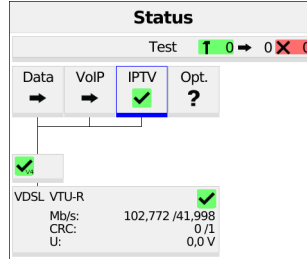 Status
Test 0 0 0
Data VoIP IPTV Opt.
?
V4
VDSL VTU-R
Mb/s: 102,772 /41,998
CRC: 0 /1
U: 0,0 V